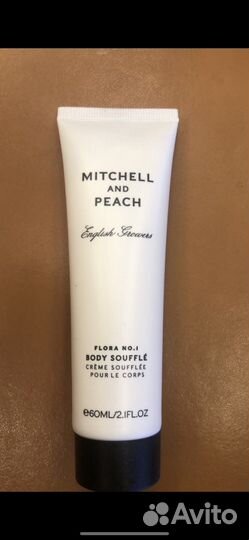 MITCHELL
AND
PEACH
English Growers
FLORA NO.1
BODY SOUFFLÉ
CRÈME SOUFFLÉE
POUR LE CORPS
e60ML/2.1FL.OZ
Avito